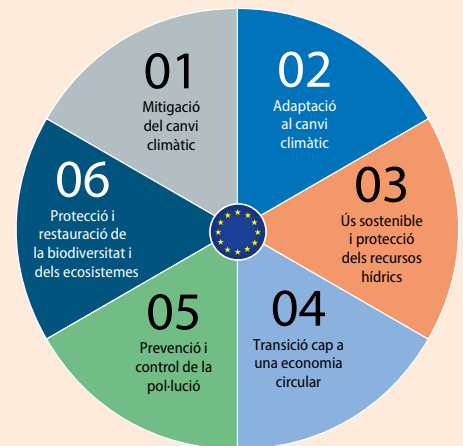 01
Mitigació
del canvi
climàtic
02
Adaptació
al canvi
climàtic
03
Ús sostenible
i protecció
dels recursos
hídrics
04
Transició cap a
una economia
circular
05
Prevenció i
control de la
pol·lució
06
Protecció i
restauració de
la biodiversitat i
dels ecosistemes